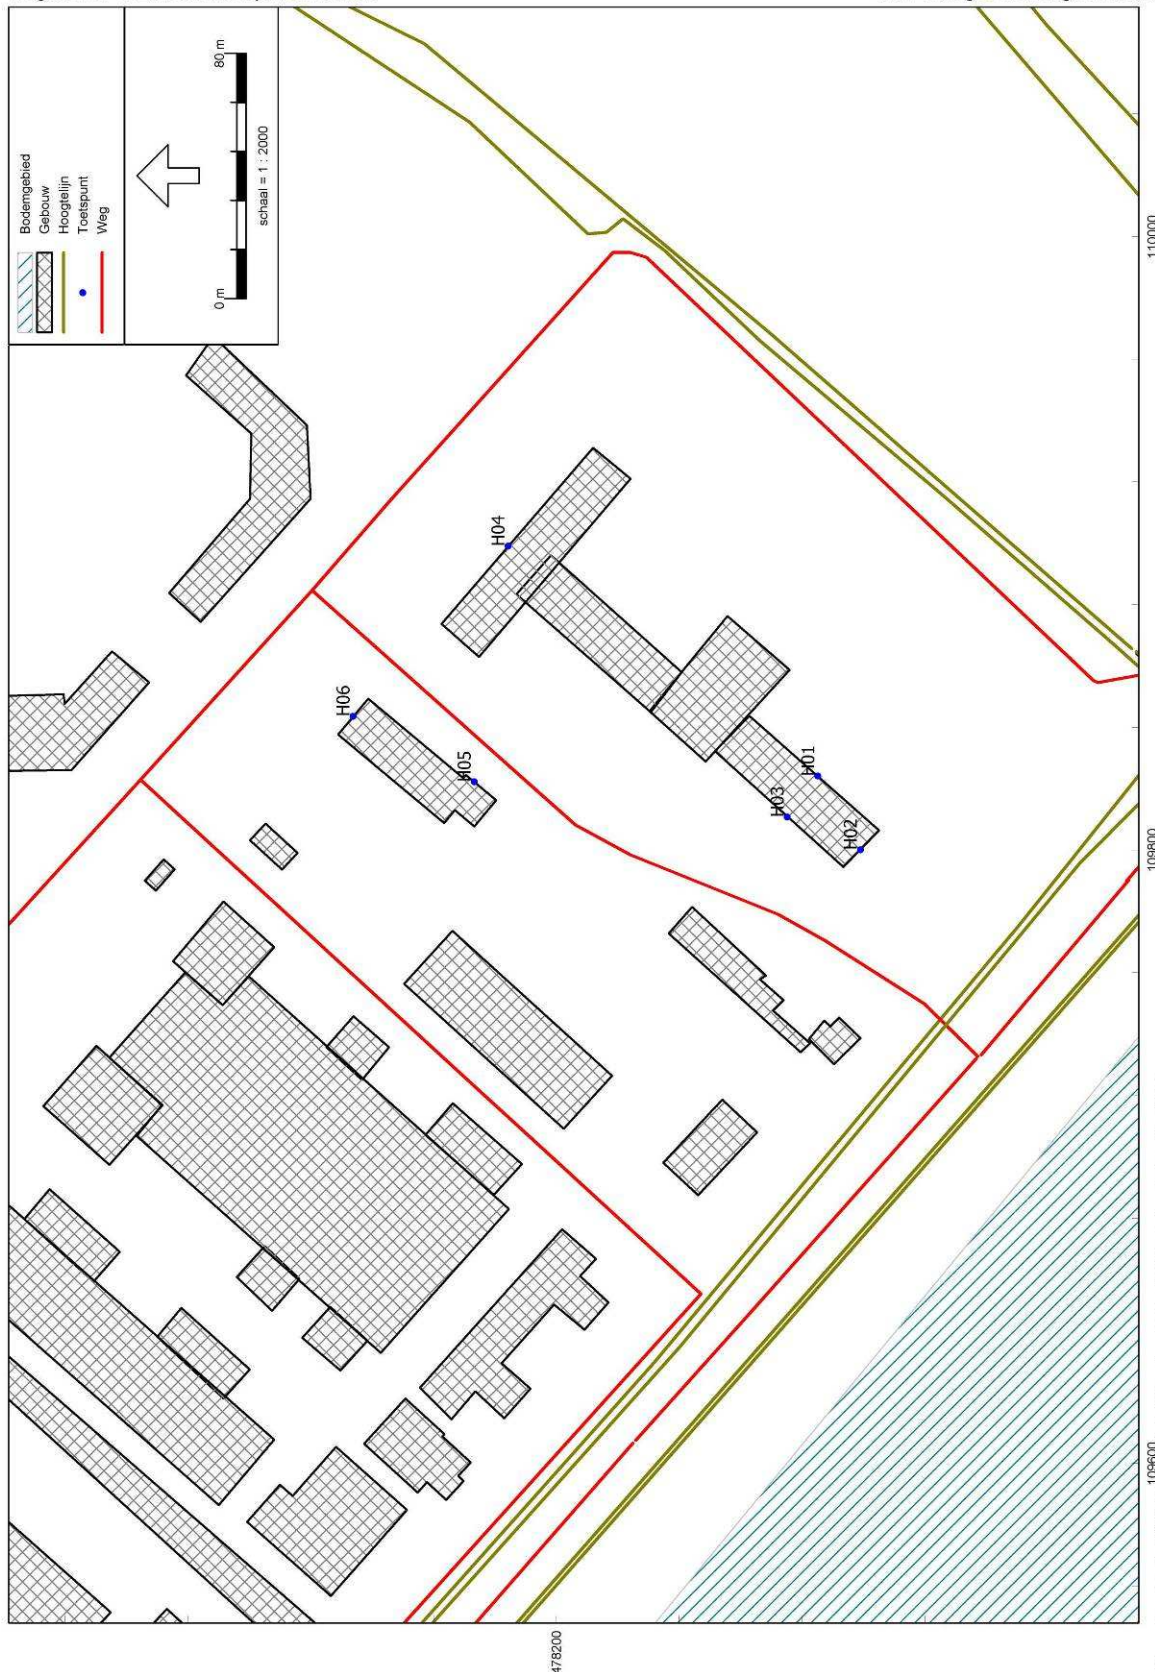 Bodemgebied
Gebouw
Hoogtelijn
Toetspunt
Weg
0 m
80 m
schaal = 1 : 2000
H04
H06
H05
H01
H03
H02
110000
109800
109600
478200